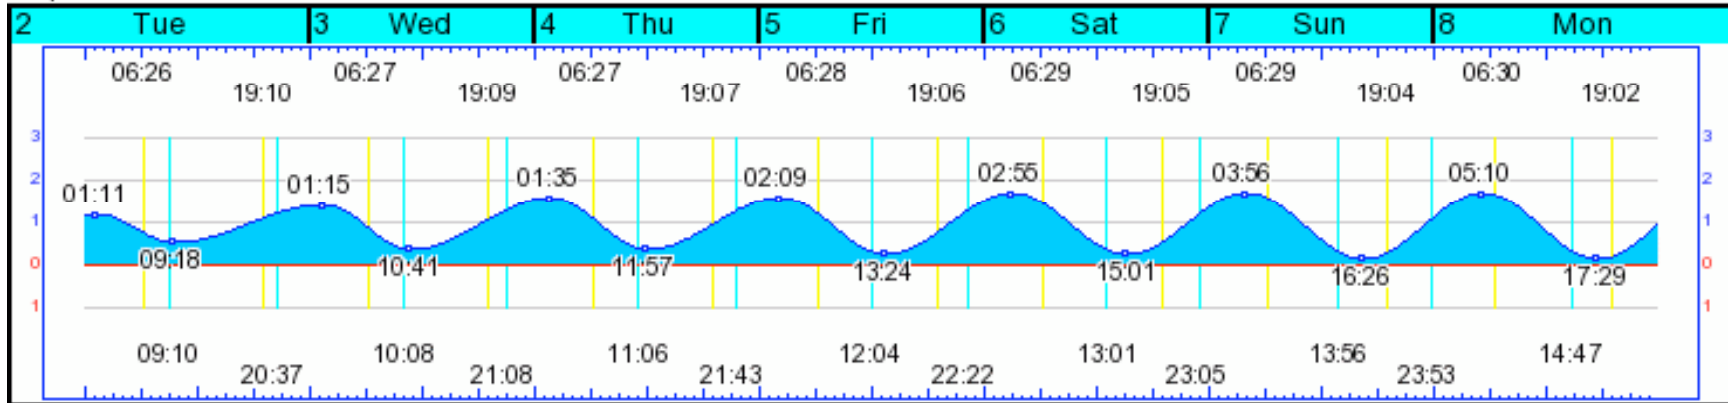 2 Tue 3 Wed 4 Thu 5 Fri 6 Sat 7 Sun 8 Mon
06:26 06:27 06:27 06:28 06:29 06:29 06:30
19:10 19:09 19:07 19:06 19:05 19:04 19:02
3 3
2 02:55 03:56 05:10 2
01:11 01:15 01:35 02:09
1 1
0 09:18 10:41 11:57 13:24 15:01 16:26 17:29 0
1 1
09:10 10:08 11:06 12:04 13:01 13:56 14:47
20:37 21:08 21:43 22:22 23:05 23:53